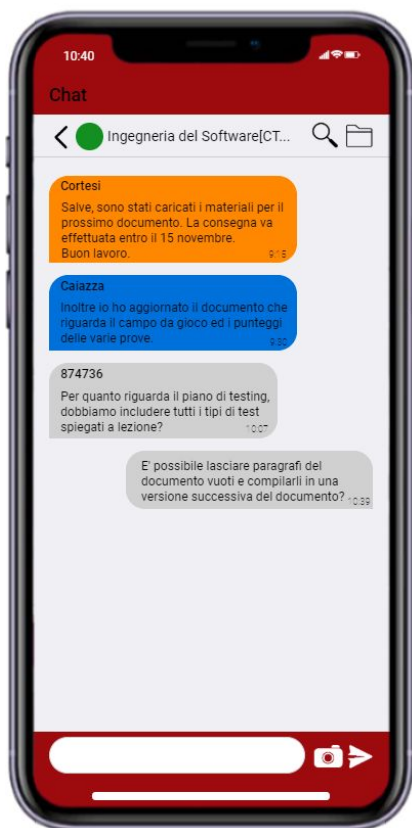 10:40
Chat
Ingegneria del Software[CT...
Cortesi
Salve, sono stati caricati i materiali per il
prossimo documento. La consegna va
effettuata entro il 15 novembre.
Buon lavoro.
9:15
Caiazza
Inoltre io ho aggiornato il documento che
riguarda il campo da gioco ed i punteggi
delle varie prove.
9:30
874736
Per quanto riguarda il piano di testing,
dobbiamo includere tutti i tipi di test
spiegati a lezione?
10:07
E' possibile lasciare paragrafi del
documento vuoti e compilarli in una
versione successiva del documento?
10:39